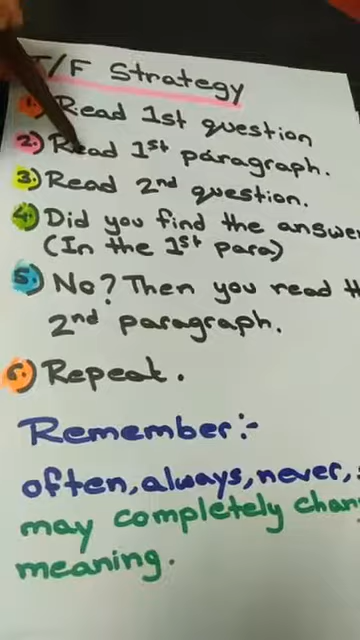 T/F Strategy
1. Read 1st question
2. Read 1st paragraph.
3) Read 2nd question.
4. Did you find the answer
(In the 1st para)
5. No? Then you read
2nd paragraph.
6. Repeat.
Remember:-
often, always, never,
may completely
meaning.